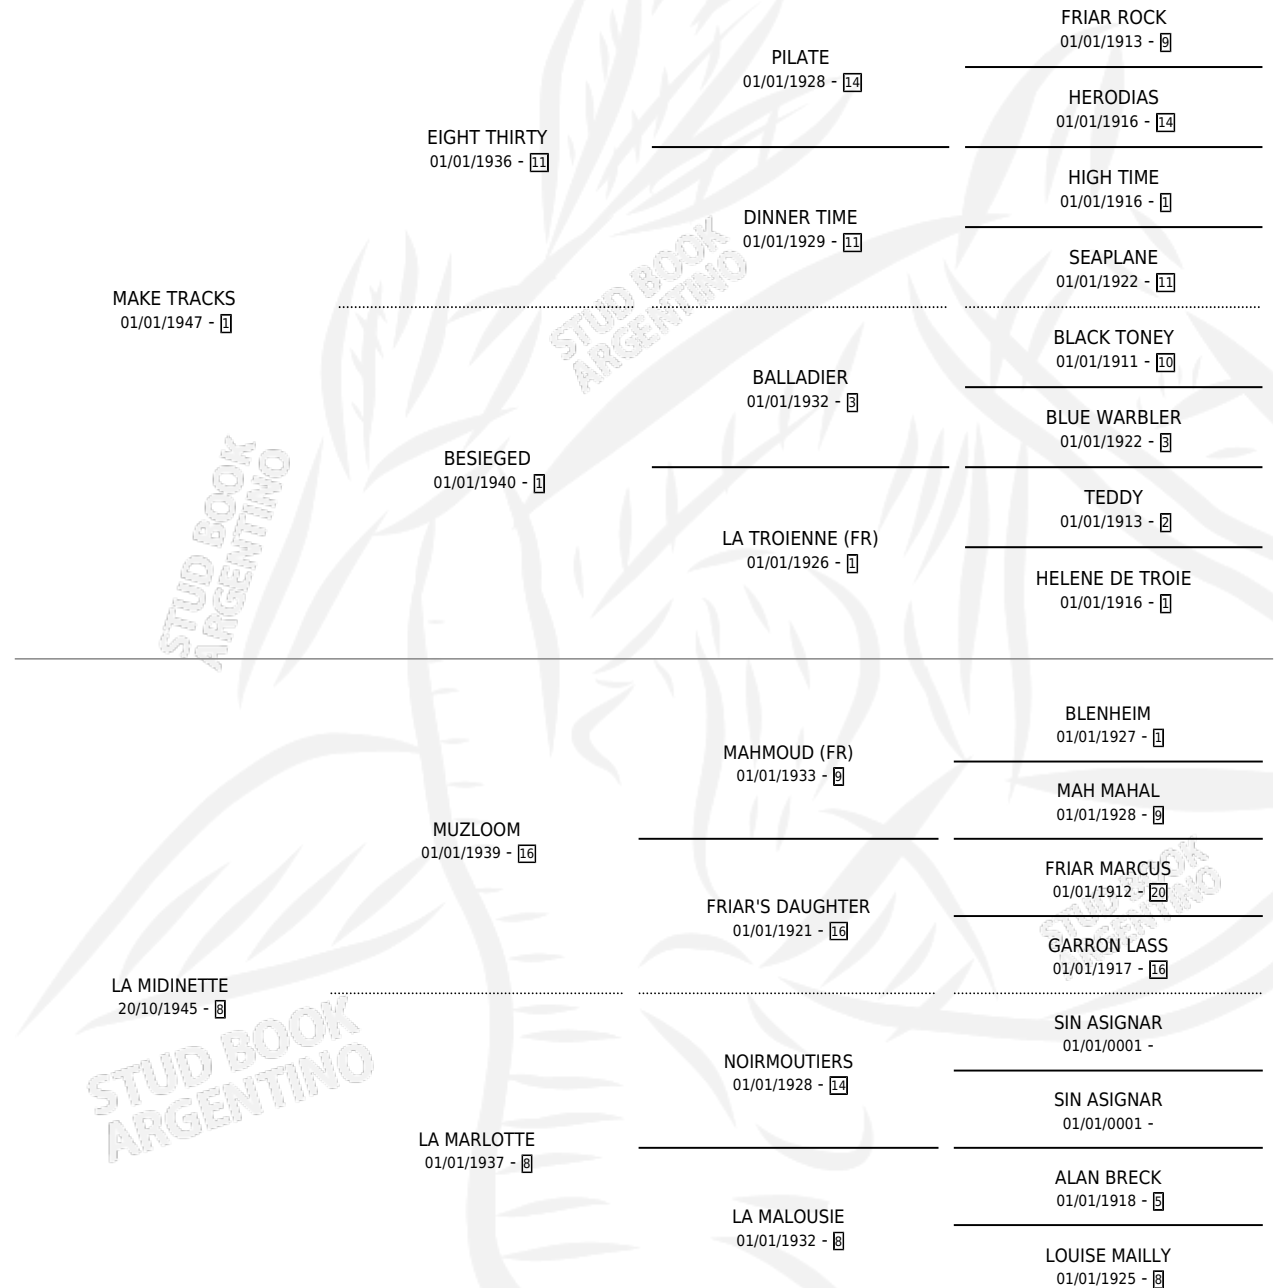 FRIAR ROCK
01/01/1913 - 9
PILATE
01/01/1928 - 14
HERODIAS
01/01/1916 - 14
EIGHT THIRTY
01/01/1936 - 11
HIGH TIME
01/01/1916 - 1
DINNER TIME
01/01/1929 - 11
SEAPLANE
01/01/1922 - 11
MAKE TRACKS
01/01/1947 - 1
STUD BOOK
ARGENTINO
BLACK TONEY
01/01/1911 - 10
BALLADIER
01/01/1932 - 3
BLUE WARBLER
01/01/1922 - 3
BESIEGED
01/01/1940 - 1
TEDDY
01/01/1913 - 2
LA TROIENNE (FR)
01/01/1926 - 1
HELENE DE TROIE
01/01/1916 - 1
STUD BOOK
ARGENTINO
BLENHEIM
01/01/1927 - 1
MAHMOUD (FR)
01/01/1933 - 9
MAH MAHAL
01/01/1928 - 9
MUZLOOM
01/01/1939 - 16
FRIAR MARCUS
01/01/1912 - 20
FRIAR'S DAUGHTER
01/01/1921 - 16
GARRON LASS
01/01/1917 - 16
STUD BOOK
ARGENTINO
LA MIDINETTE
20/10/1945 - 8
SIN ASIGNAR
01/01/0001 -
NOIRMOUTIERS
01/01/1928 - 14
SIN ASIGNAR
01/01/0001 -
STUD BOOK
ARGENTINO
LA MARLOTTE
01/01/1937 - 8
ALAN BRECK
01/01/1918 - 5
LA MALOUSIE
01/01/1932 - 8
LOUISE MAILLY
01/01/1925 - 8